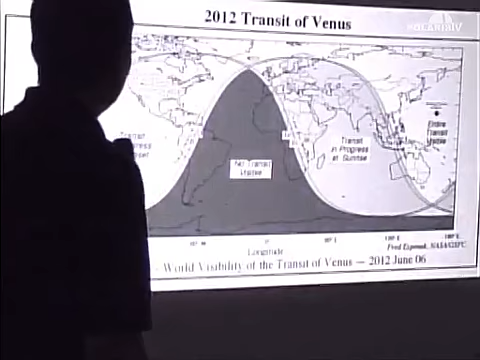 2012 Transit of Venus
Entire
Transit
Visible
Transit
Transit
in Progress
at Sunrise
No Transit
Visible
Longitude
Fred Espenak, NASA/GSFC
World Visibility of the Transit of Venus — 2012 June 06